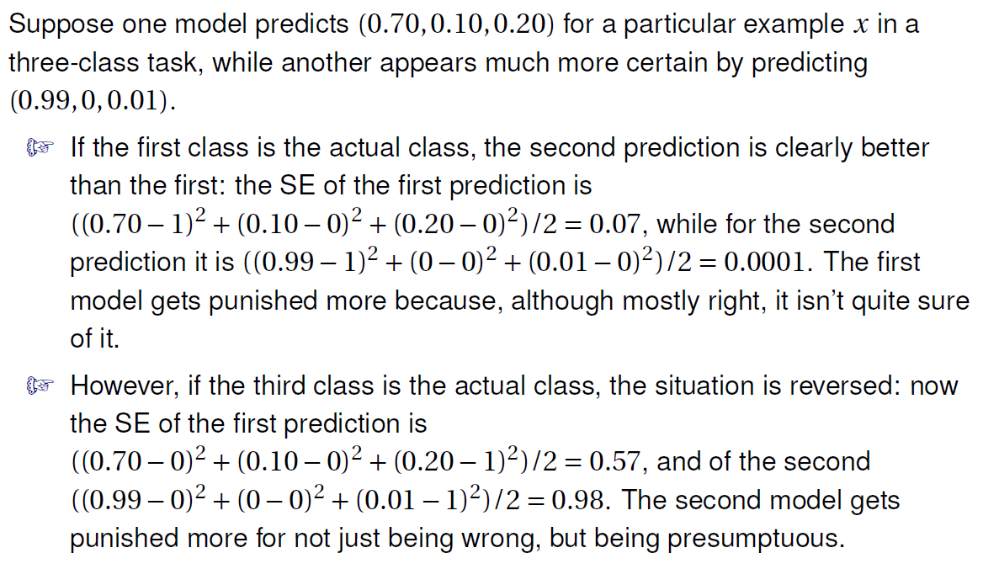 Suppose one model predicts (0.70,0.10,0.20) for a particular example x in a
three-class task, while another appears much more certain by predicting
(0.99,0,0.01).
☞ If the first class is the actual class, the second prediction is clearly better
than the first: the SE of the first prediction is
((0.70 − 1)² + (0.10 − 0)² + (0.20 − 0)²)/2 = 0.07, while for the second
prediction it is ((0.99 − 1)² + (0 − 0)² + (0.01 − 0)²)/2 = 0.0001. The first
model gets punished more because, although mostly right, it isn't quite sure
of it.
☞ However, if the third class is the actual class, the situation is reversed: now
the SE of the first prediction is
((0.70 − 0)² + (0.10 − 0)² + (0.20 − 1)²)/2 = 0.57, and of the second
((0.99 − 0)² + (0 − 0)² + (0.01 − 1)²)/2 = 0.98. The second model gets
punished more for not just being wrong, but being presumptuous.